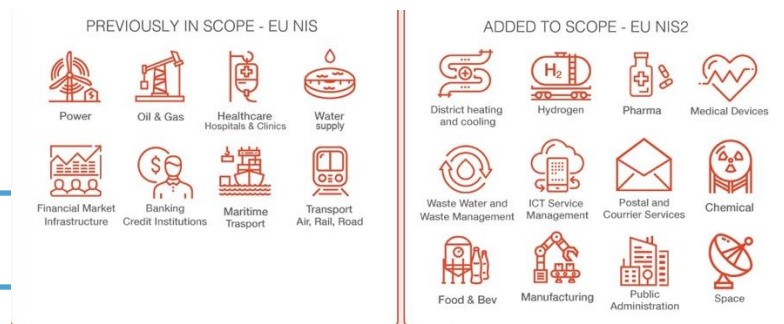 PREVIOUSLY IN SCOPE - EU NIS
Power
Oil & Gas
Healthcare
Hospitals & Clinics
Water
supply
Financial Market
Infrastructure
Banking
Credit Institutions
Maritime
Trasport
Transport
Air, Rail, Road
ADDED TO SCOPE - EU NIS2
District heating
and cooling
H2
Hydrogen
Pharma
Medical Devices
Waste Water and
Waste Management
ICT Service
Management
Postal and
Courrier Services
Chemical
Food & Bev
Manufacturing
Public
Administration
Space